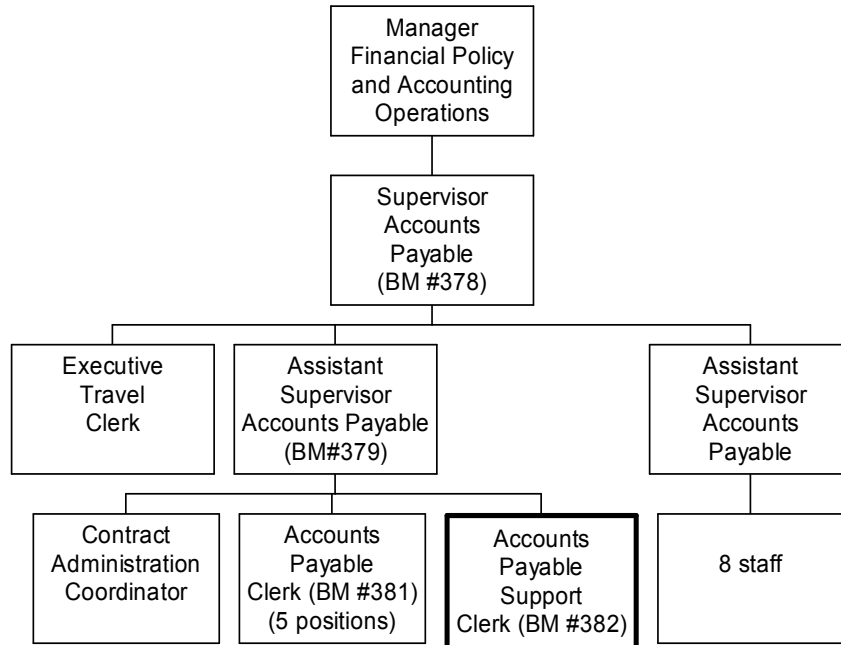 Manager
Financial Policy
and Accounting
Operations
Supervisor
Accounts
Payable
(BM #378)
Executive
Travel
Clerk
Assistant
Supervisor
Accounts Payable
(BM#379)
Assistant
Supervisor
Accounts
Payable
Contract
Administration
Coordinator
Accounts
Payable
Clerk (BM #381)
(5 positions)
Accounts
Payable
Support
Clerk (BM #382)
8 staff